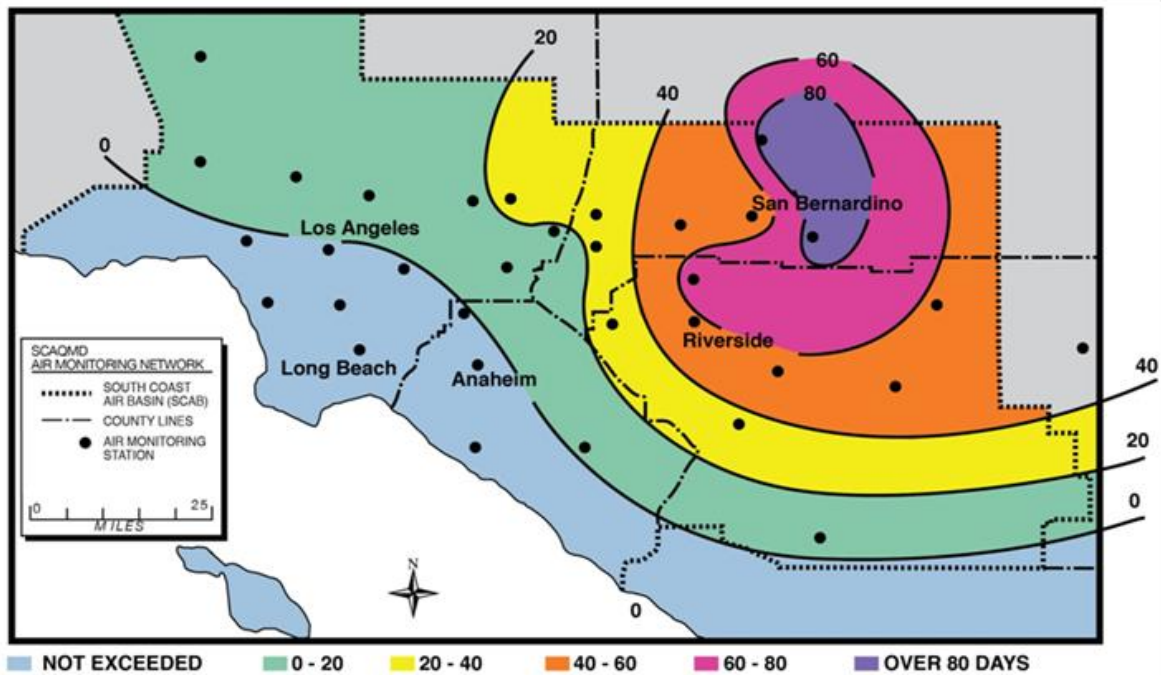 20
60
40
80
0
San Bernardino
Los Angeles
SCAQMD
AIR MONITORING NETWORK
SOUTH COAST
AIR BASIN (SCAB)
COUNTY LINES
AIR MONITORING
STATION
0 25
MILES
Riverside
Long Beach
Anaheim
40
20
0
N
0
NOT EXCEEDED 0 - 20 20 - 40 40 - 60 60 - 80 OVER 80 DAYS